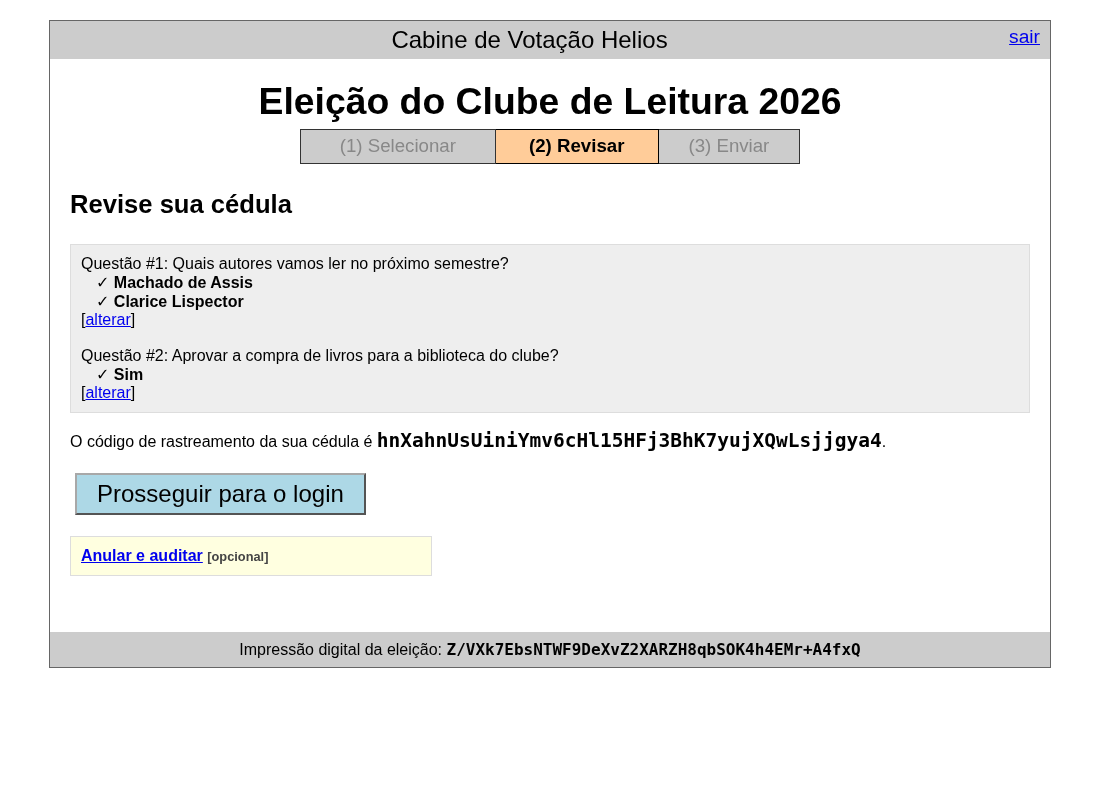 Cabine de Votação Helios
sair
Eleição do Clube de Leitura 2026
(1) Selecionar (2) Revisar (3) Enviar
Revise sua cédula
Questão #1: Quais autores vamos ler no próximo semestre?
✓ Machado de Assis
✓ Clarice Lispector
[alterar]
Questão #2: Aprovar a compra de livros para a biblioteca do clube?
✓ Sim
[alterar]
O código de rastreamento da sua cédula é hnXahnUsUiniYmv6cHl15HFj3BhK7yujXQwLsjjgya4.
Prosseguir para o login
Anular e auditar [opcional]
Impressão digital da eleição: Z/VXk7EbsNTWF9DeXvZ2XARZH8qbSOK4h4EMr+A4fxQ